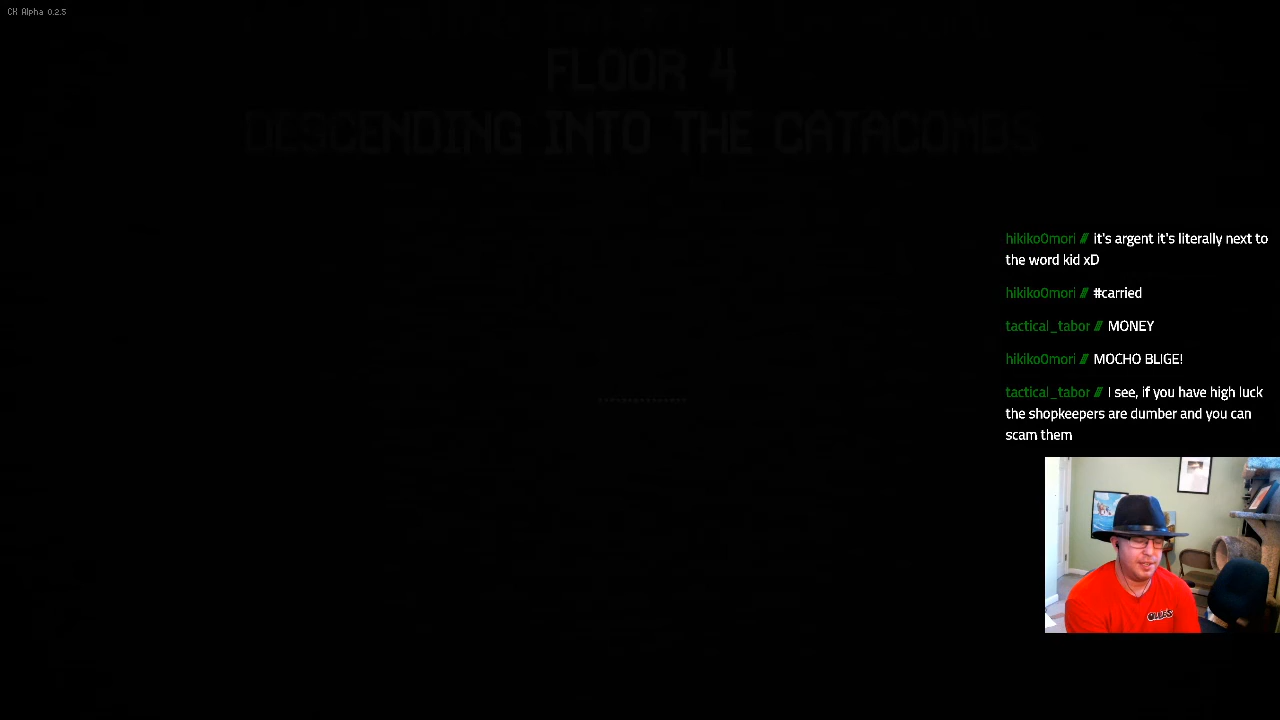 CK Alpha 0.2.5
FLOOR 4
DESCENDING INTO THE CATACOMBS
hikiko0mori /// it's argent it's literally next to
the word kid xD
hikiko0mori /// #carried
tactical_tabor /// MONEY
hikiko0mori /// MOCHO BLIGE!
tactical_tabor /// I see, if you have high luck
the shopkeepers are dumber and you can
scam them